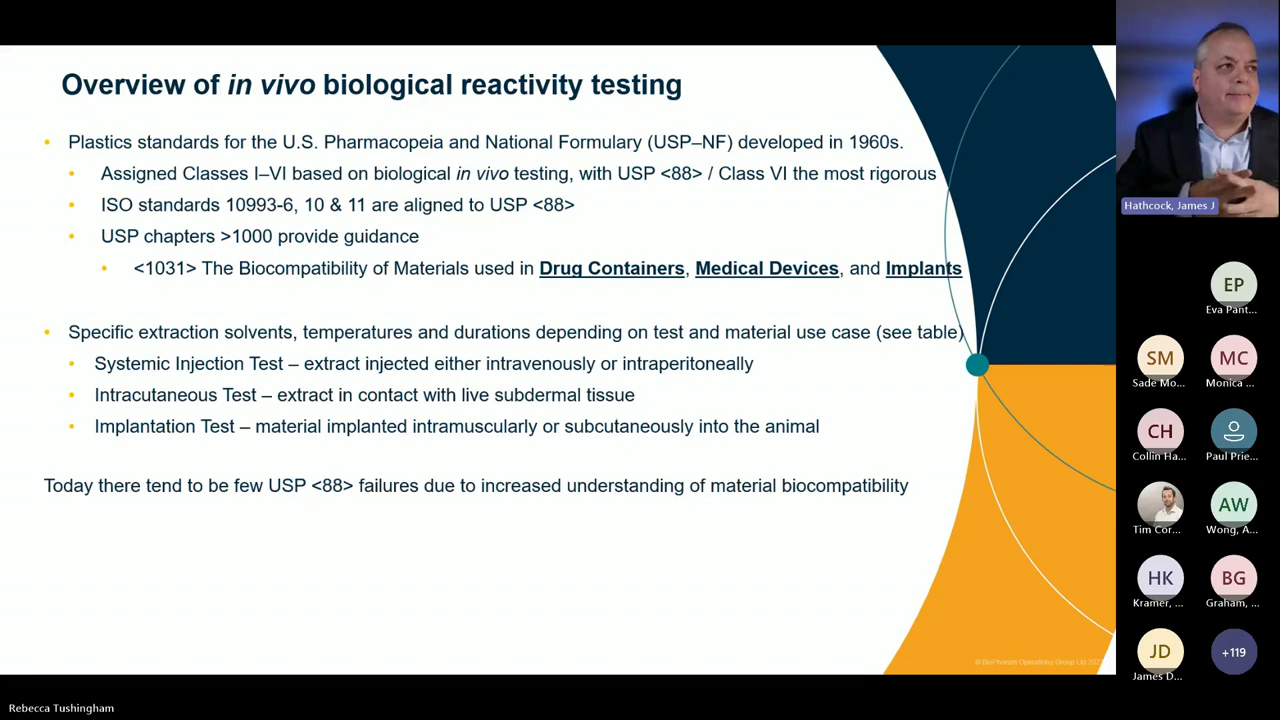 Overview of in vivo biological reactivity testing
Plastics standards for the U.S. Pharmacopeia and National Formulary (USP–NF) developed in 1960s.
Assigned Classes I–VI based on biological in vivo testing, with USP <88> / Class VI the most rigorous
ISO standards 10993-6, 10 & 11 are aligned to USP <88>
USP chapters >1000 provide guidance
<1031> The Biocompatibility of Materials used in Drug Containers, Medical Devices, and Implants
Specific extraction solvents, temperatures and durations depending on test and material use case (see table)
Systemic Injection Test – extract injected either intravenously or intraperitoneally
Intracutaneous Test – extract in contact with live subdermal tissue
Implantation Test – material implanted intramuscularly or subcutaneously into the animal
Today there tend to be few USP <88> failures due to increased understanding of material biocompatibility
© BioPhorum Operations Group Ltd
Hathcock, James J
EP
Eva Pant...
SM
Sade Mo...
MC
Monica ...
CH
Collin Ha...
Paul Prie...
Tim Cor...
AW
Wong, A...
HK
Kramer, ...
BG
Graham, ...
JD
James D...
+119
Rebecca Tushingham